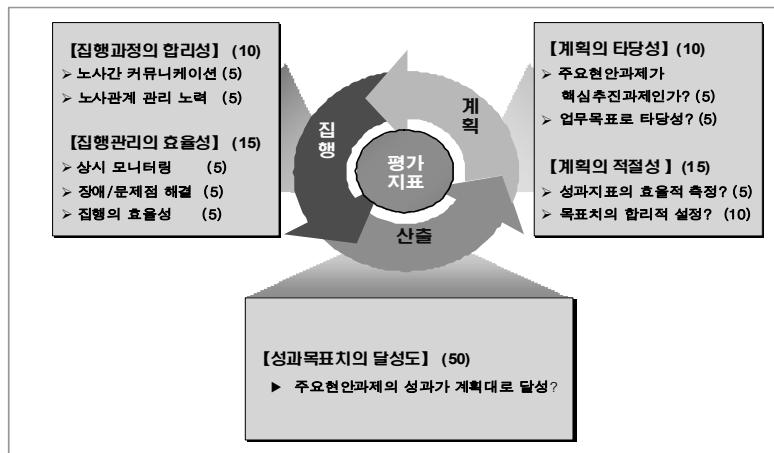 【집행과정의 합리성】 (10)
➢ 노사간 커뮤니케이션 (5)
➢ 노사관계 관리 노력 (5)
【집행관리의 효율성】 (15)
➢ 상시 모니터링 (5)
➢ 장애/문제점 해결 (5)
➢ 집행의 효율성 (5)
집행
계획
평가
지표
산출
【계획의 타당성】 (10)
➢ 주요현안과제가
핵심추진과제인가? (5)
➢ 업무목표로 타당성? (5)
【계획의 적절성 】 (15)
➢ 성과지표의 효율적 측정? (5)
➢ 목표치의 합리적 설정? (10)
【성과목표치의 달성도】 (50)
▶ 주요현안과제의 성과가 계획대로 달성?